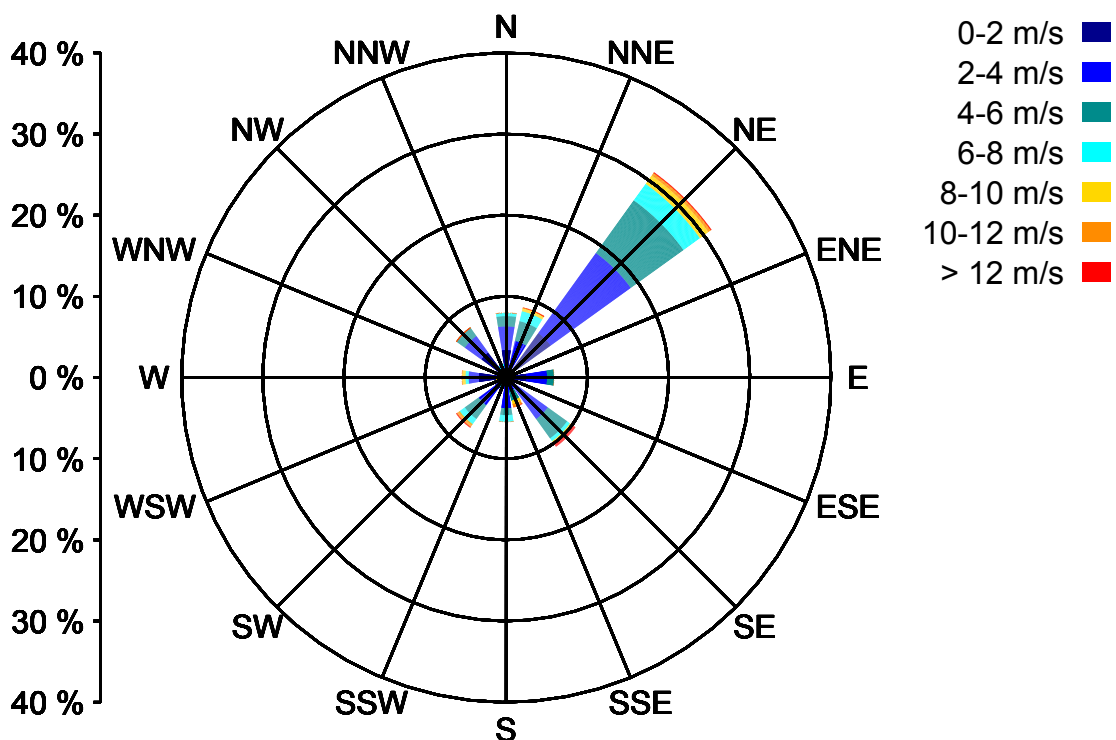 N
NNW
NNE
NW
NE
WNW
ENE
W
E
WSW
ESE
SW
SE
SSW
SSE
S
40 %
30 %
20 %
10 %
0 %
10 %
20 %
30 %
40 %
0-2 m/s
2-4 m/s
4-6 m/s
6-8 m/s
8-10 m/s
10-12 m/s
> 12 m/s